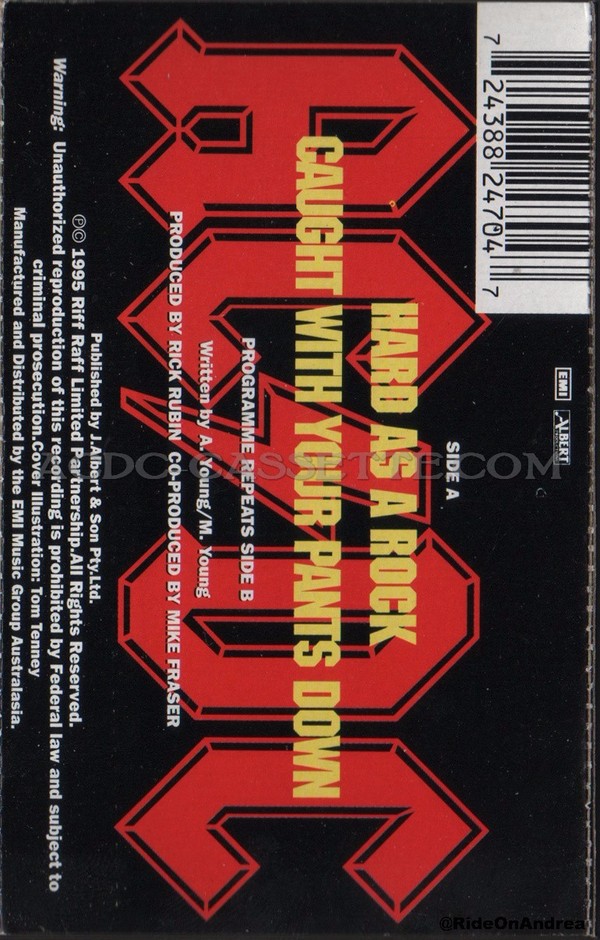 AC DC
7 24388 24704 7
EMI
ALBERT
SIDE A
HARD AS A ROCK
CAUGHT WITH YOUR PANTS DOWN
PROGRAMME REPEATS SIDE B
Written by A. Young/M. Young
PRODUCED BY RICK RUBIN CO-PRODUCED BY MIKE FRASER
Published by J.Albert & Son Pty.Ltd.
℗© 1995 Riff Raff Limited Partnership.All Rights Reserved.
Warning: Unauthorized reproduction of this recording is prohibited by Federal law and subject to
criminal prosecution.Cover Illustration: Tom Tenney
Manufactured and Distributed by the EMI Music Group Australasia.
ACDC-CASSETTE.COM
@RideOnAndrea